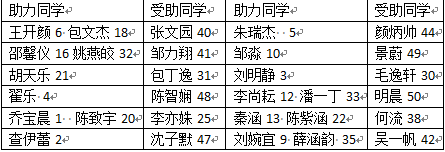 助力同学 受助同学 助力同学 受助同学
王开颜 6 包文杰 18 张文园 40 朱瑞杰 5 颜炳帅 44
邵馨仪 16 姚燕皎 32 邹力翔 41 邹淼 10 景蔚 49
胡天乐 21 包丁逸 31 刘明静 3 毛逸轩 30
翟乐 4 陈智娴 48 李尚耘 12 潘一丁 33 明晨 50
乔宝晨 1 陈致宇 20 李亦姝 25 秦涵 13 陈紫涵 22 何流 38
查伊蕾 2 沈子默 47 刘婉宜 9 薛涵韵 35 吴一帆 42